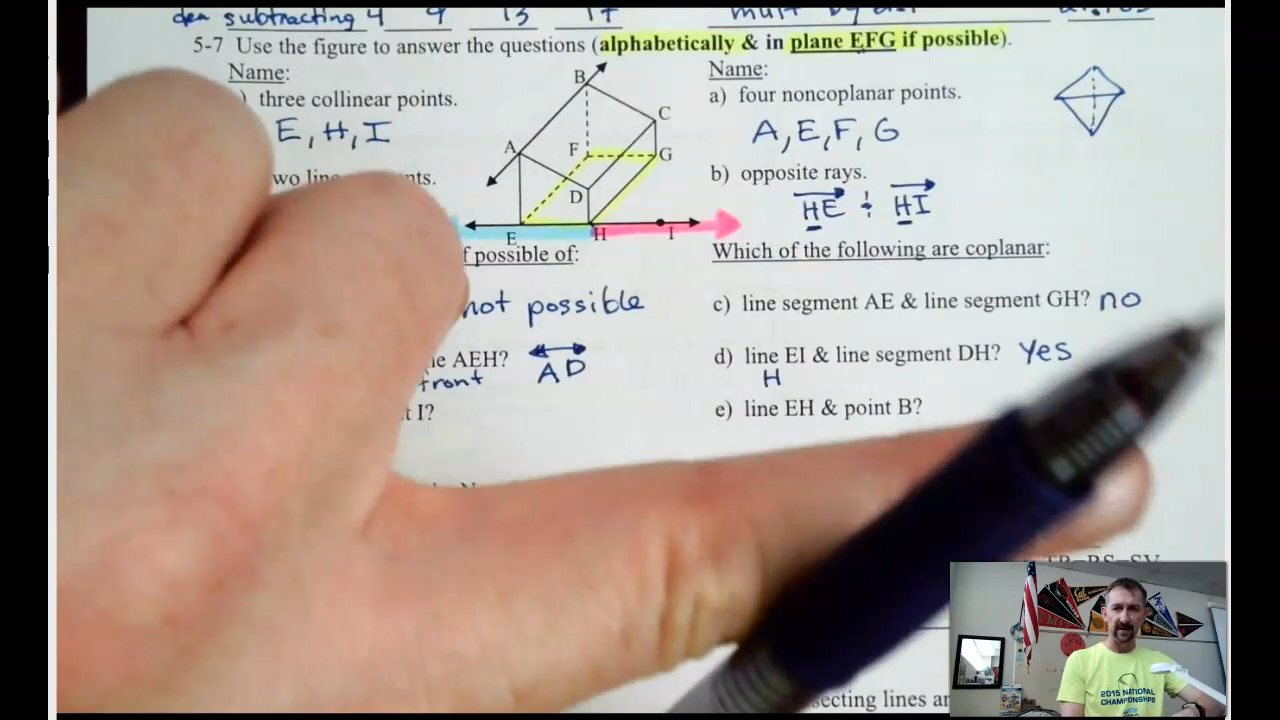 subtracting 4 9 13 17
5-7 Use the figure to answer the questions (alphabetically & in plane EFG if possible).
Name:
) three collinear points.
E, H, I
f possible of:
not possible
AEH?
front
AD
t I?
B
C
A
F
G
D
E
H
I
Name:
a) four noncoplanar points.
A, E, F, G
b) opposite rays.
HE & HI
Which of the following are coplanar:
c) line segment AE & line segment GH? no
d) line EI & line segment DH? Yes
H
e) line EH & point B?
2015 NATIONAL
CHAMPIONSHIPS